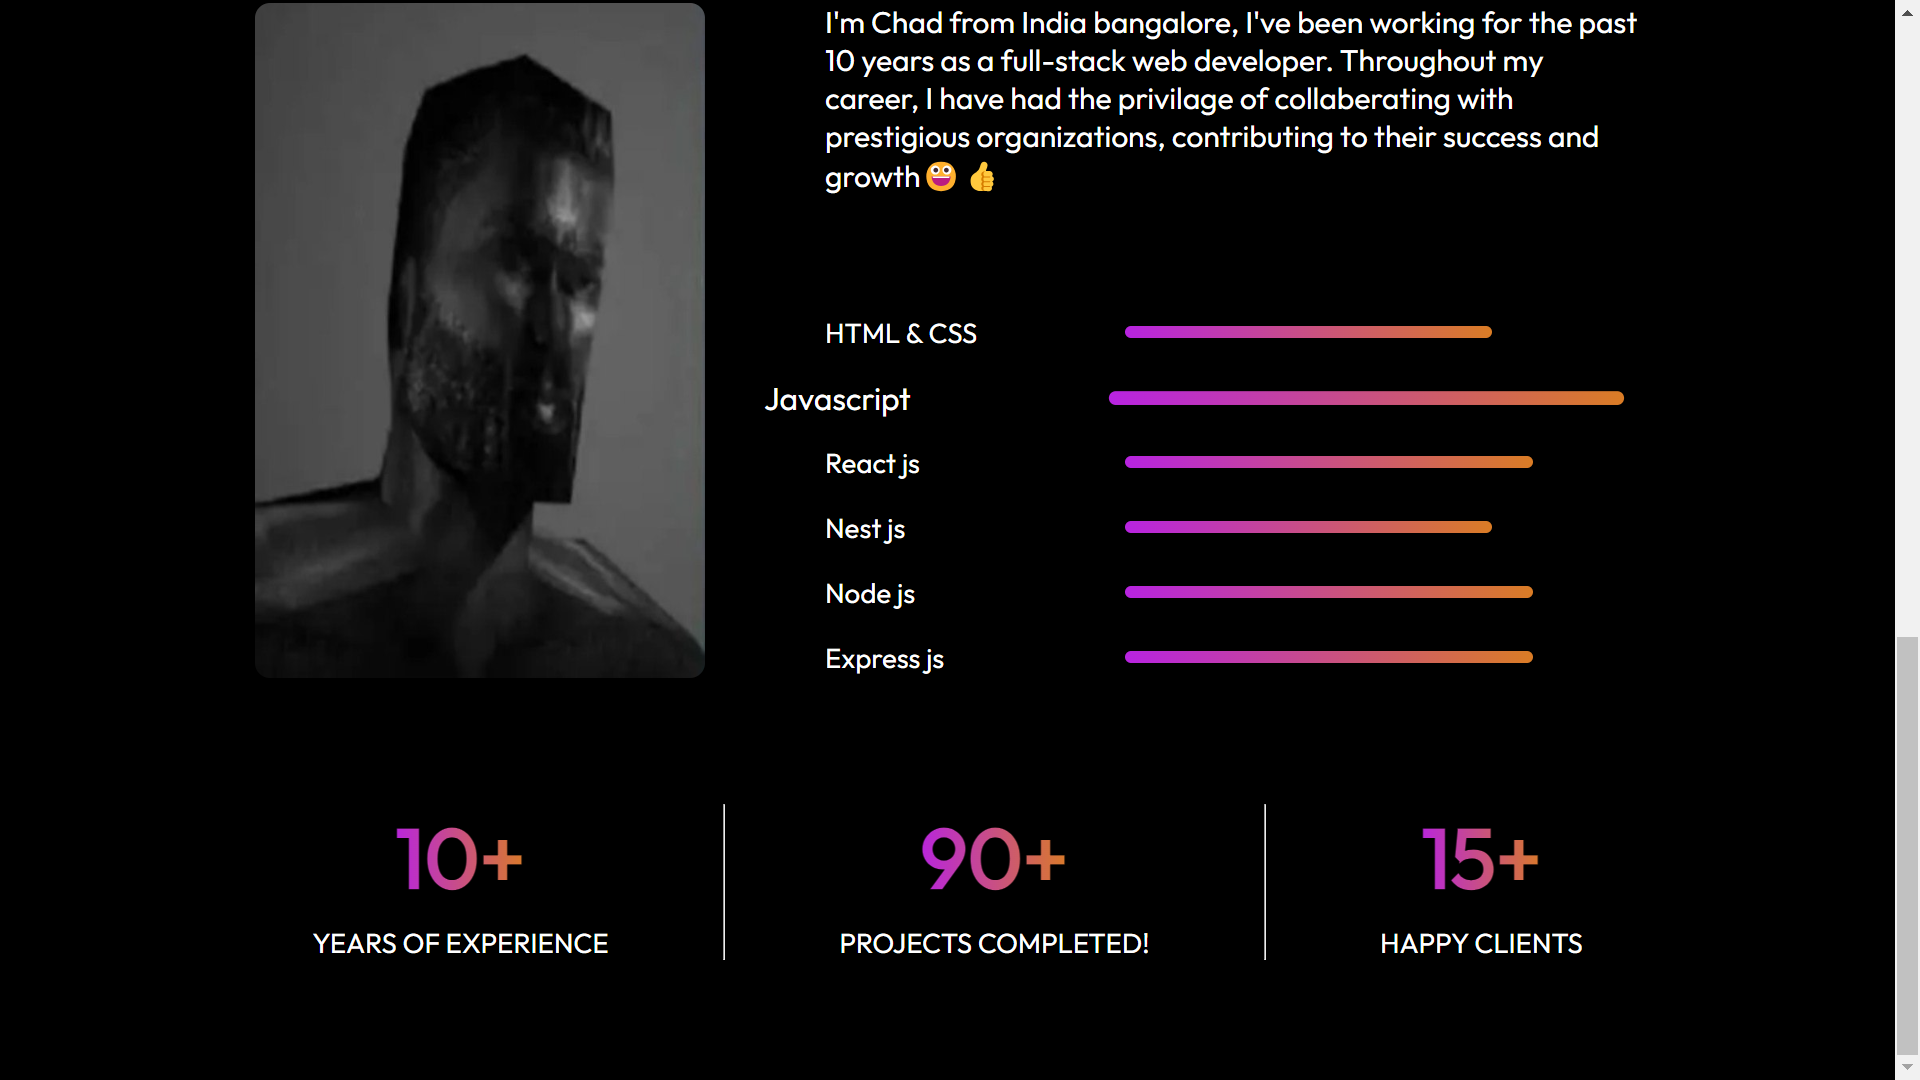 I'm Chad from India bangalore, I've been working for the past
10 years as a full-stack web developer. Throughout my
career, I have had the privilage of collaberating with
prestigious organizations, contributing to their success and
growth😀 👍
HTML & CSS
Javascript
React js
Nest js
Node js
Express js
10+
YEARS OF EXPERIENCE
90+
PROJECTS COMPLETED!
15+
HAPPY CLIENTS